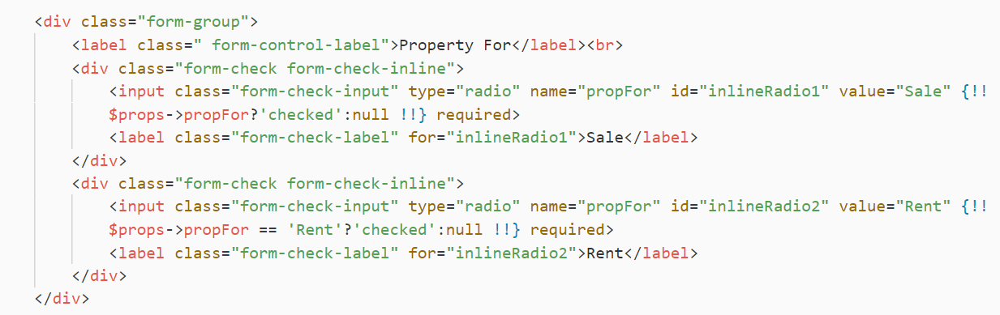 <div class="form-group">
<label class=" form-control-label">Property For</label><br>
<div class="form-check form-check-inline">
<input class="form-check-input" type="radio" name="propFor" id="inlineRadio1" value="Sale" {!!
$props->propFor?'checked':null !!} required>
<label class="form-check-label" for="inlineRadio1">Sale</label>
</div>
<div class="form-check form-check-inline">
<input class="form-check-input" type="radio" name="propFor" id="inlineRadio2" value="Rent" {!!
$props->propFor == 'Rent'?'checked':null !!} required>
<label class="form-check-label" for="inlineRadio2">Rent</label>
</div>
</div>